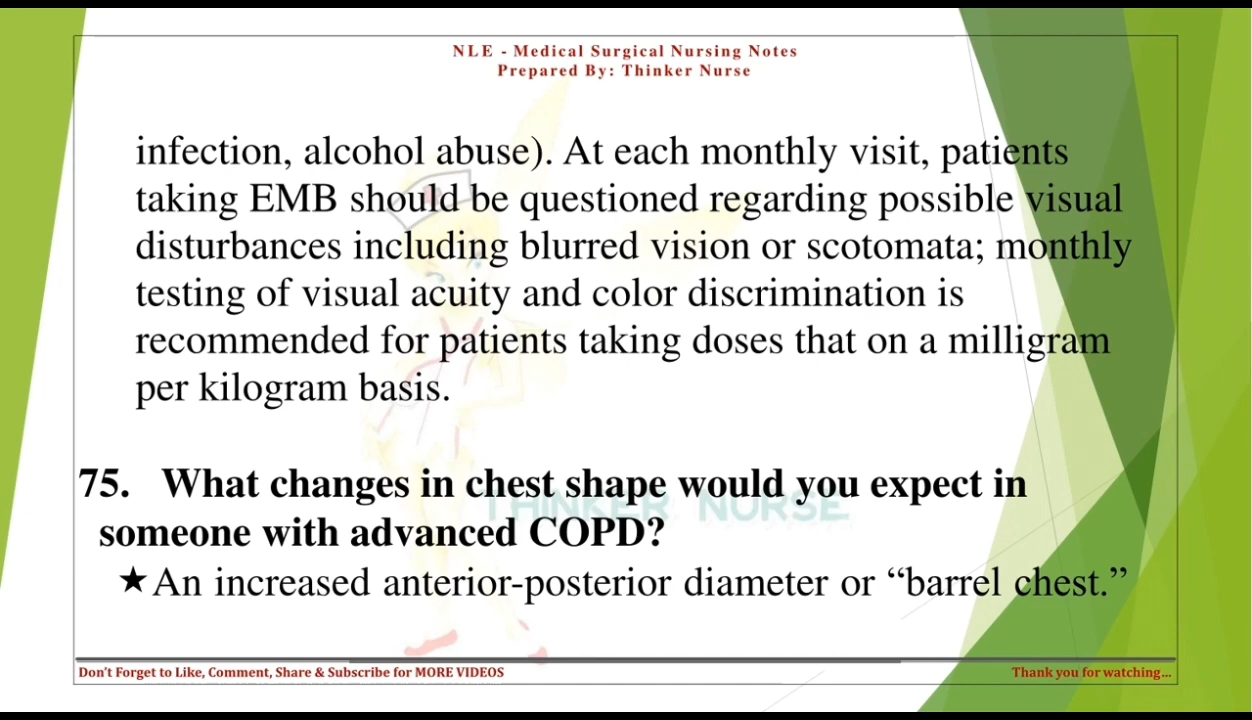 NLE - Medical Surgical Nursing Notes
Prepared By: Thinker Nurse
infection, alcohol abuse). At each monthly visit, patients
taking EMB should be questioned regarding possible visual
disturbances including blurred vision or scotomata; monthly
testing of visual acuity and color discrimination is
recommended for patients taking doses that on a milligram
per kilogram basis.
75. What changes in chest shape would you expect in
THINKER NURSE
someone with advanced COPD?
★An increased anterior-posterior diameter or “barrel chest.”
Don’t Forget to Like, Comment, Share & Subscribe for MORE VIDEOS
Thank you for watching...